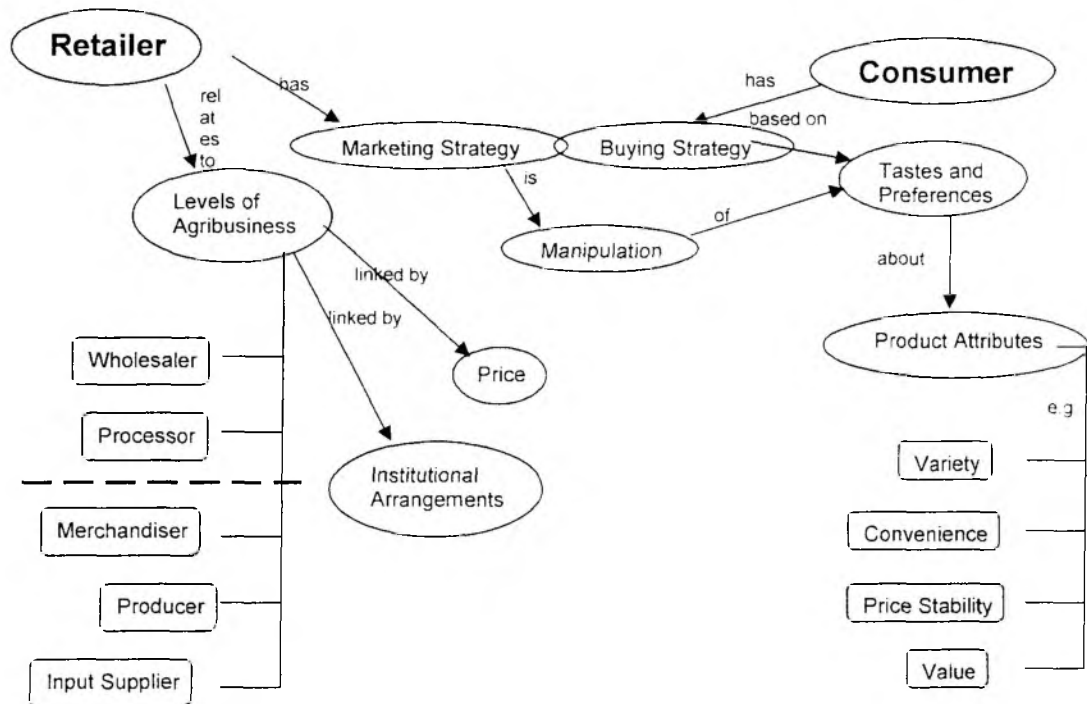 Retailer
Consumer
has
has
rel
at
es
to
based on
Marketing Strategy
Buying Strategy
is
Tastes and
Preferences
Levels of
Agribusiness
of
Manipulation
about
linked by
linked by
Product Attributes
Wholesaler
Price
e.g
Processor
Variety
Institutional
Arrangements
Merchandiser
Convenience
Producer
Price Stability
Input Supplier
Value